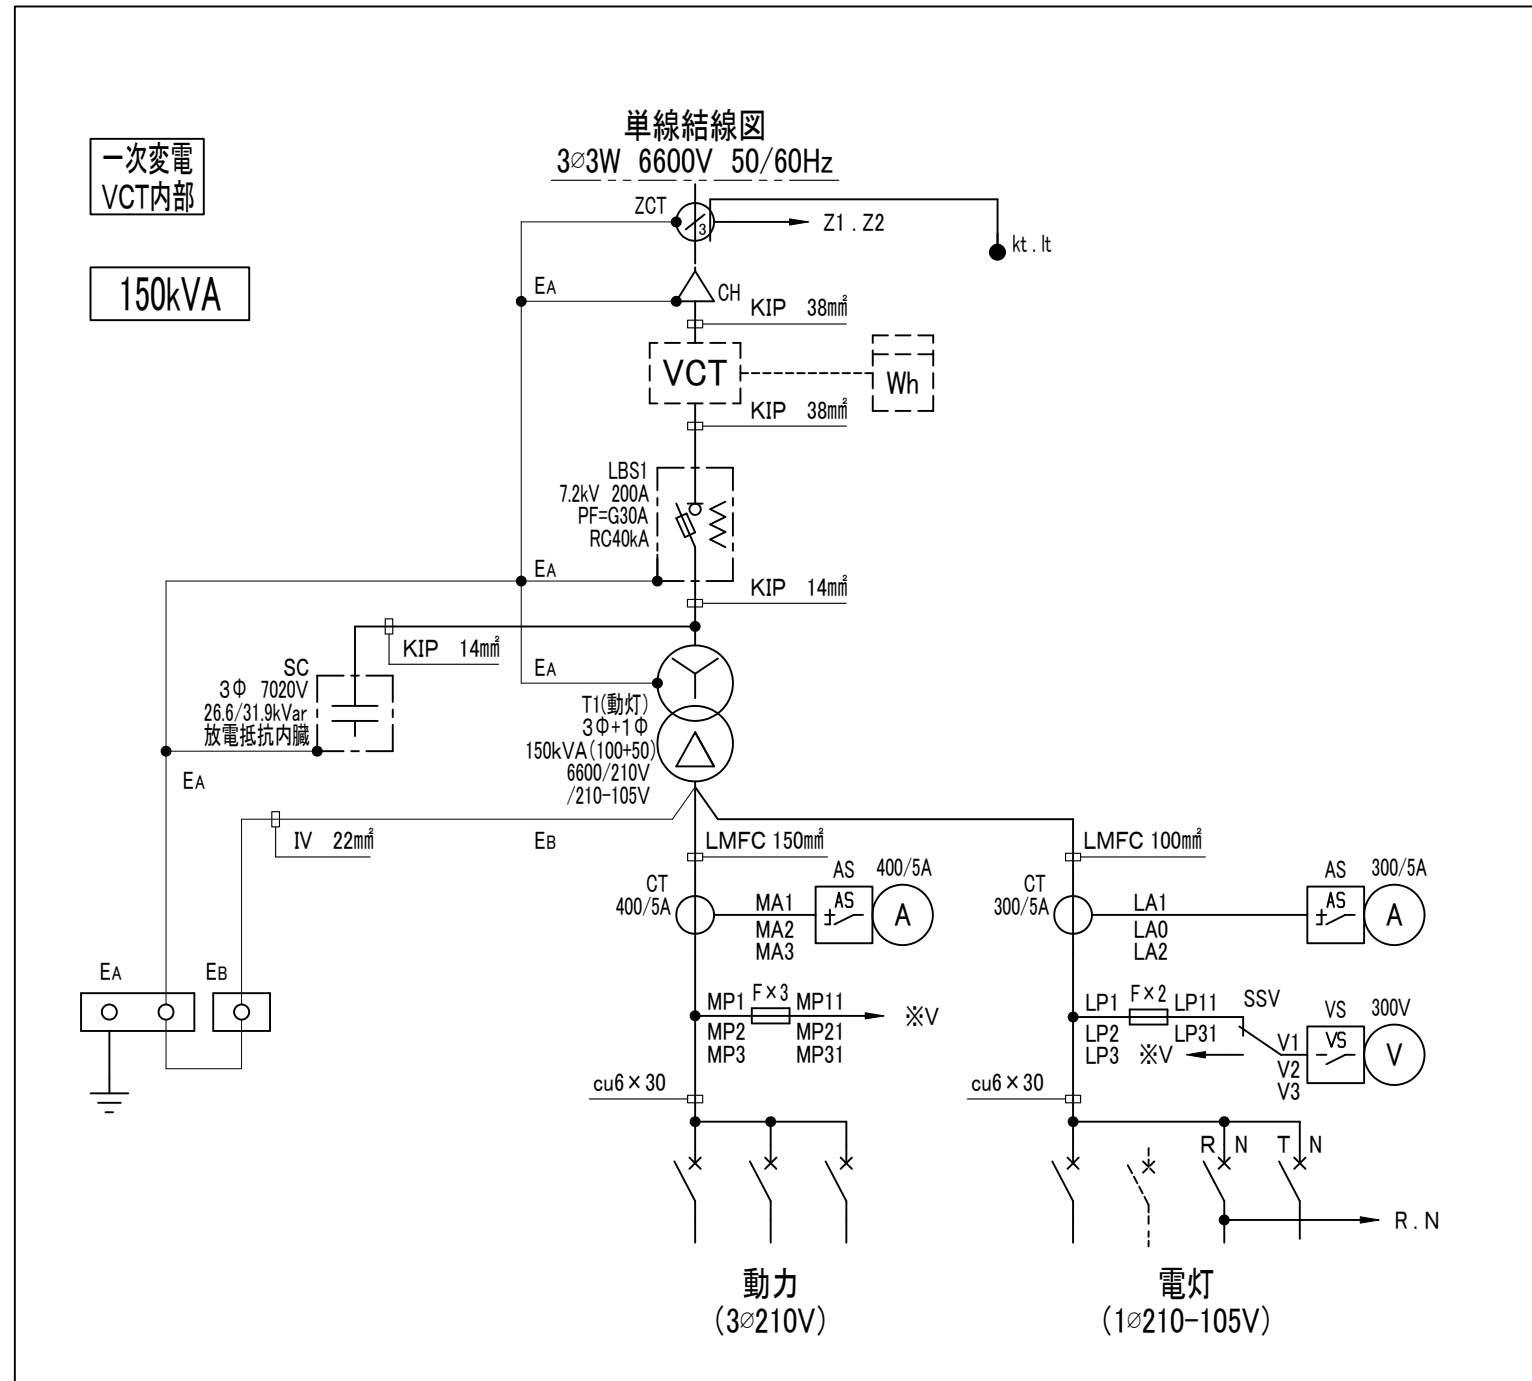 単線結線図
3∅3W 6600V 50/60Hz
一次変電
VCT内部
150kVA
ZCT
3
Z1 . Z2
kt . lt
EA
CH
KIP 38mm²
VCT
Wh
KIP 38mm²
LBS1
7.2kV 200A
PF=G30A
RC40kA
EA
KIP 14mm²
KIP 14mm²
EA
SC
3Φ 7020V
26.6/31.9kVar
放電抵抗内臓
T1(動灯)
3Φ+1Φ
150kVA(100+50)
6600/210V
/210-105V
EA
IV 22mm²
EB
LMFC 150mm²
LMFC 100mm²
CT
400/5A
MA1
MA2
MA3
AS
AS
400/5A
A
CT
300/5A
LA1
LA0
LA2
AS
AS
300/5A
A
EA
EB
MP1
MP2
MP3
F×3
MP11
MP21
MP31
※V
LP1
LP2
LP3
F×2
LP11
LP31
※V
SSV
V1
V2
V3
VS
VS
300V
V
cu6×30
cu6×30
R N
T N
R . N
動力
(3∅210V)
電灯
(1∅210-105V)